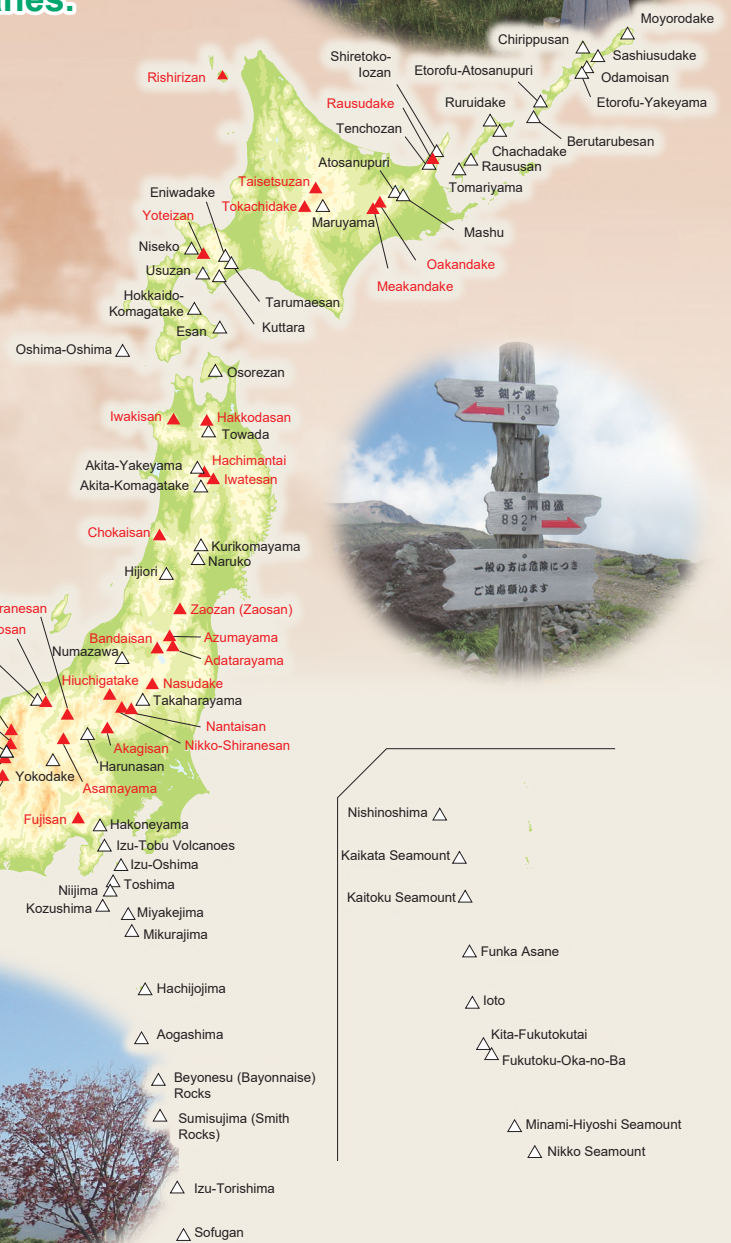 Moyorodake
Chirippusan
Sashiusudake
Shiretoko-
Iozan
Etorofu-Atosanupuri
Odamoisan
Rishirizan
Etorofu-Yakeyama
Rausudake
Ruruidake
Tenchozan
Berutarubesan
Chachadake
Atosanupuri
Raususan
Taisetsuzan
Tomariyama
Eniwadake
Tokachidake
Yoteizan
Maruyama
Mashu
Niseko
Oakandake
Usuzan
Meakandake
Hokkaido-
Komagatake
Tarumaesan
Esan
Kuttara
Oshima-Oshima
Osorezan
Iwakisan
Hakkodasan
Towada
Hachimantai
Akita-Yakeyama
Iwatesan
Akita-Komagatake
Chokaisan
Kurikomayama
Naruko
Hijiori
Zaozan (Zaosan)
ranesan
osan
Bandaisan
Azumayama
Numazawa
Adatarayama
Hiuchigatake
Nasudake
Takaharayama
Nantaisan
Nikko-Shiranesan
Akagisan
Harunasan
Yokodake
Asamayama
Fujisan
Hakoneyama
Izu-Tobu Volcanoes
Izu-Oshima
Toshima
Niijima
Kozushima
Miyakejima
Mikurajima
Hachijojima
Aogashima
Beyonesu (Bayonnaise)
Rocks
Sumisujima (Smith
Rocks)
Izu-Torishima
Sofugan
至 剣ヶ峰
1.131M
至 隅田盛
892M
一般の方は危険につき
ご遠慮願います
Nishinoshima
Kaikata Seamount
Kaitoku Seamount
Funka Asane
Ioto
Kita-Fukutokutai
Fukutoku-Oka-no-Ba
Minami-Hiyoshi Seamount
Nikko Seamount